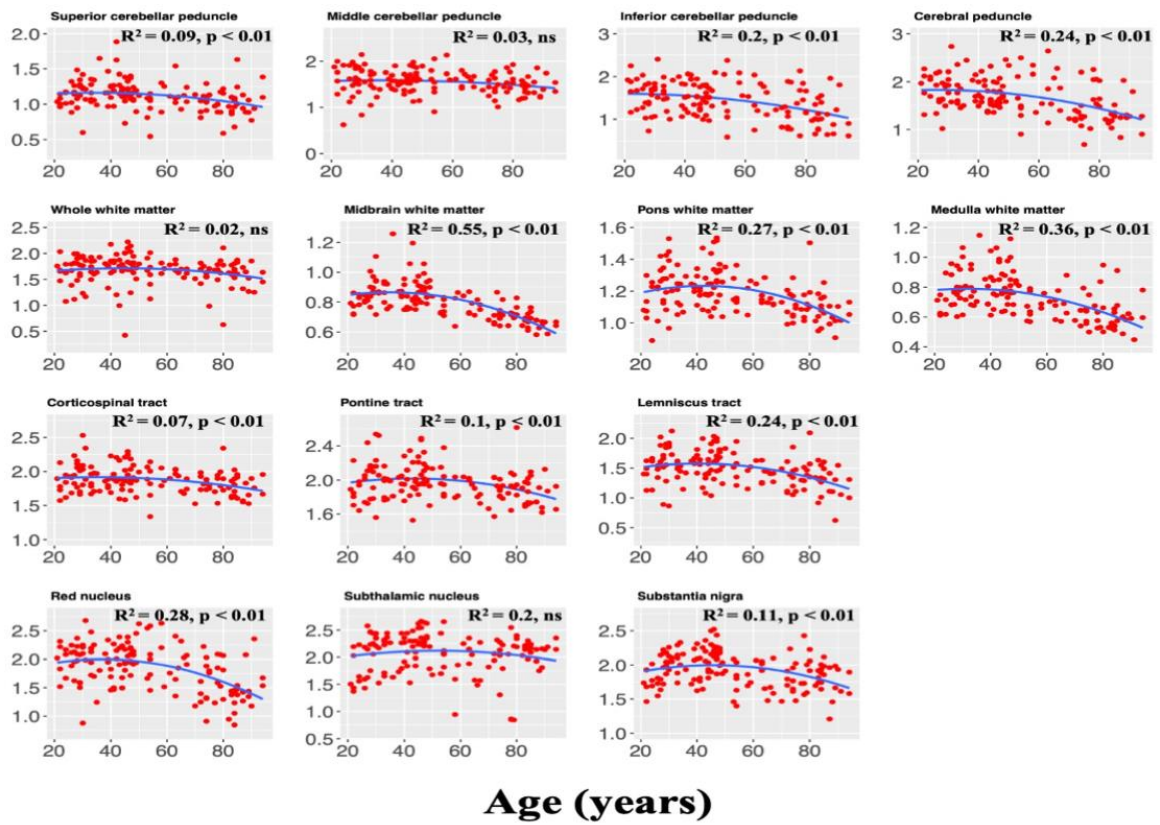 Superior cerebellar peduncle Middle cerebellar peduncle Inferior cerebellar peduncle Cerebral peduncle
R² = 0.09, p < 0.01 R² = 0.03, ns R² = 0.2, p < 0.01 R² = 0.24, p < 0.01
2.0 1.5 1.0 0.5
20 40 60 80
3 2 1 0
20 40 60 80
3 2 1
20 40 60 80
3 2 1
20 40 60 80
Whole white matter Midbrain white matter Pons white matter Medulla white matter
R² = 0.02, ns R² = 0.55, p < 0.01 R² = 0.27, p < 0.01 R² = 0.36, p < 0.01
2.5 2.0 1.5 1.0 0.5
20 40 60 80
1.2 1.0 0.8 0.6
20 40 60 80
1.6 1.4 1.2 1.0
20 40 60 80
1.2 1.0 0.8 0.6 0.4
20 40 60 80
Corticospinal tract Pontine tract Lemniscus tract
R² = 0.07, p < 0.01 R² = 0.1, p < 0.01 R² = 0.24, p < 0.01
2.5 2.0 1.5 1.0
20 40 60 80
2.4 2.0 1.6
20 40 60 80
2.0 1.5 1.0 0.5
20 40 60 80
Red nucleus Subthalamic nucleus Substantia nigra
R² = 0.28, p < 0.01 R² = 0.2, ns R² = 0.11, p < 0.01
2.5 2.0 1.5 1.0
20 40 60 80
2.5 2.0 1.5 1.0 0.5
20 40 60 80
2.5 2.0 1.5 1.0
20 40 60 80
Age (years)